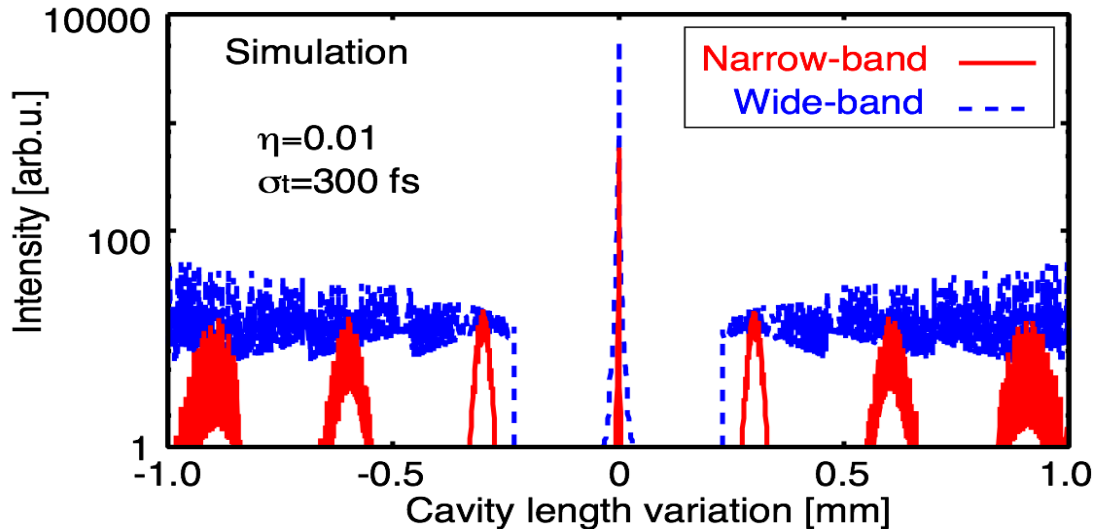 10000
Simulation
Narrow-band
Wide-band
η=0.01
σt=300 fs
Intensity [arb.u.]
100
1
-1.0
-0.5
0
0.5
1.0
Cavity length variation [mm]